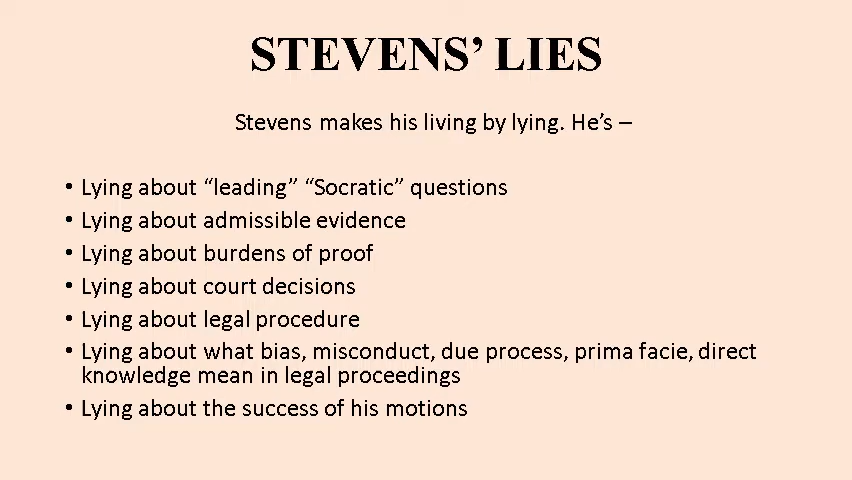 STEVENS’ LIES
Stevens makes his living by lying. He’s –
• Lying about “leading” “Socratic” questions
• Lying about admissible evidence
• Lying about burdens of proof
• Lying about court decisions
• Lying about legal procedure
• Lying about what bias, misconduct, due process, prima facie, direct
knowledge mean in legal proceedings
• Lying about the success of his motions